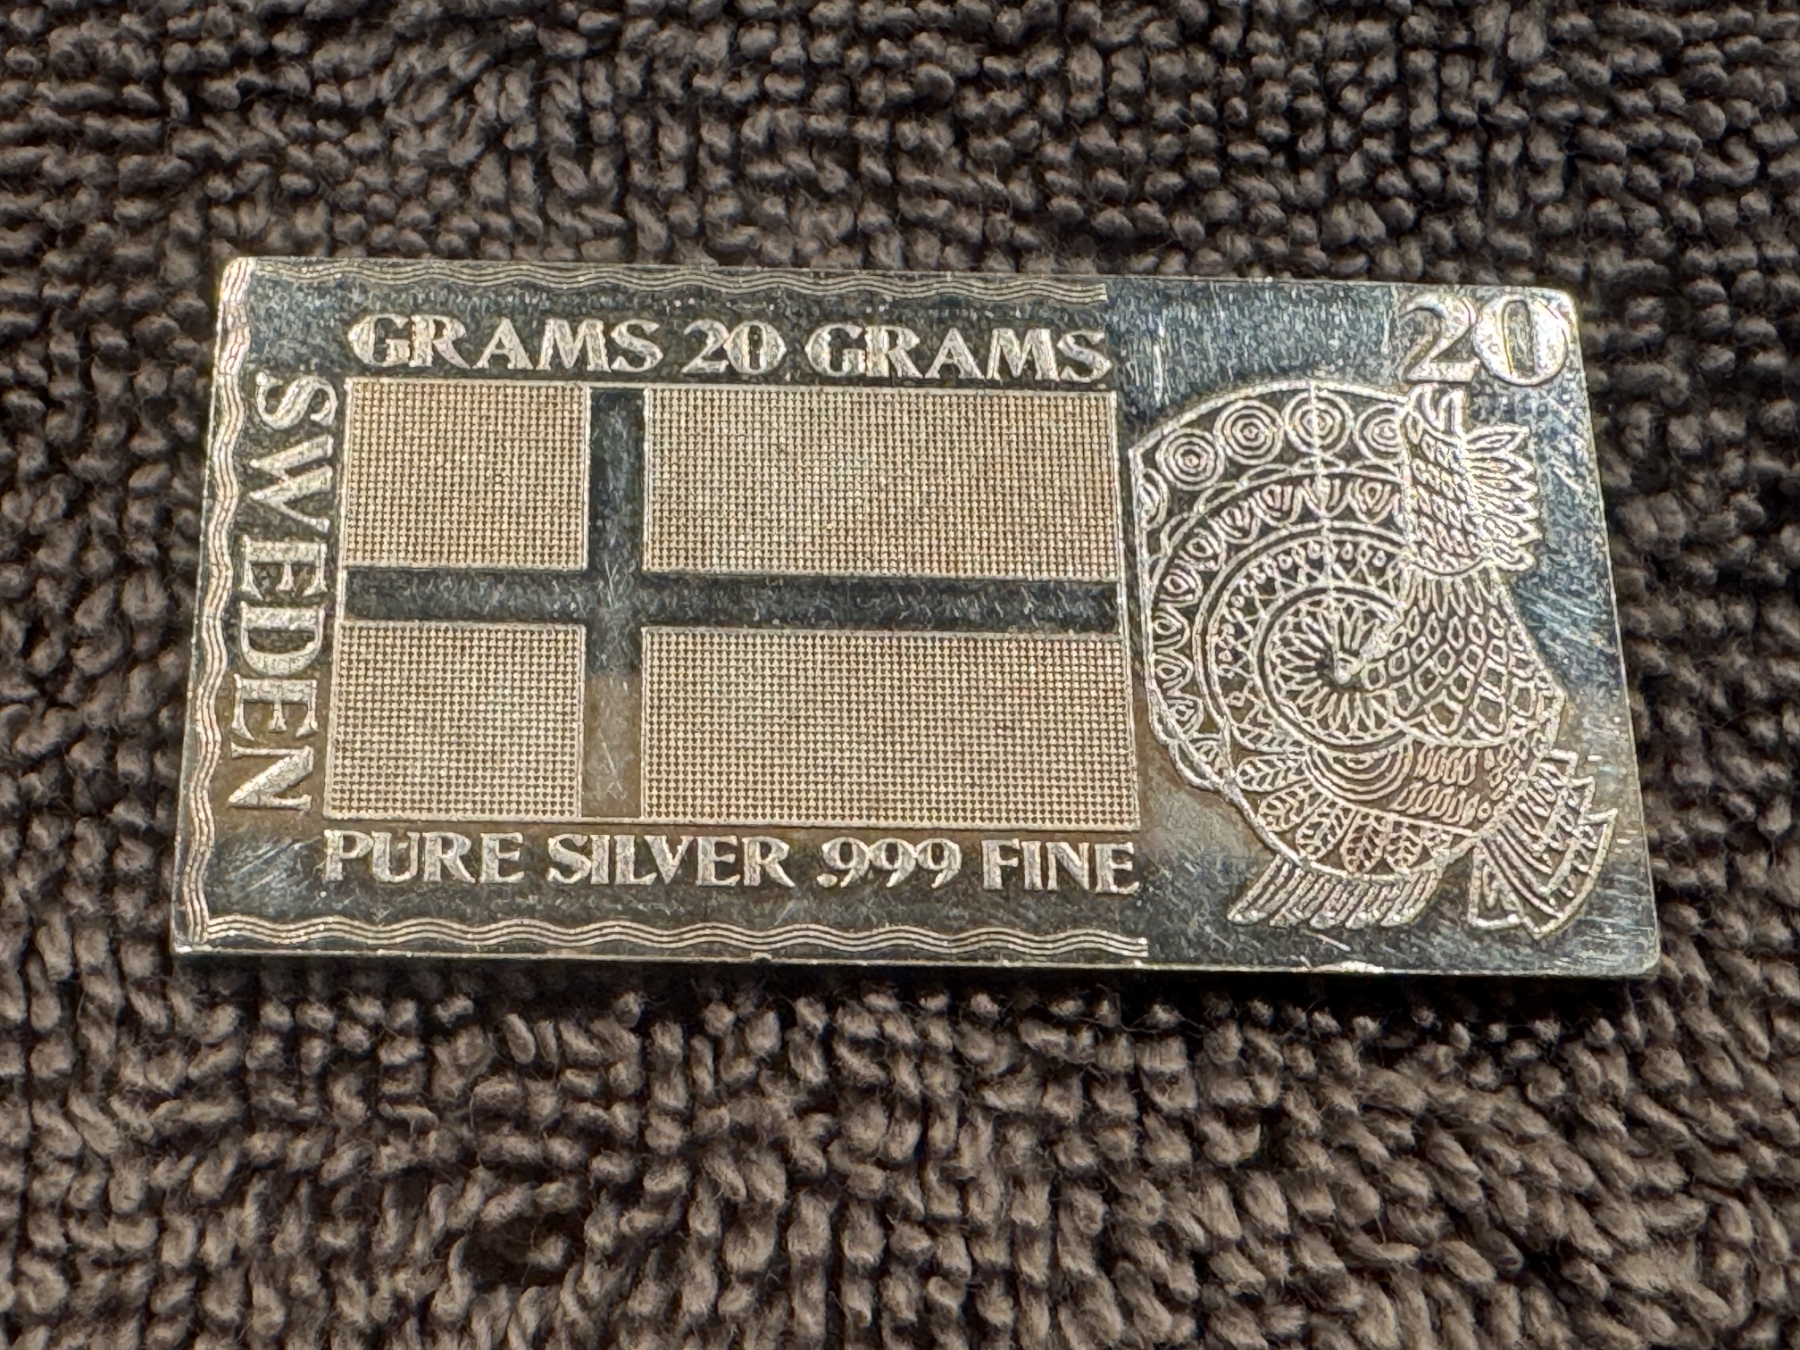 20
GRAMS 20 GRAMS
SWEDEN
PURE SILVER .999 FINE